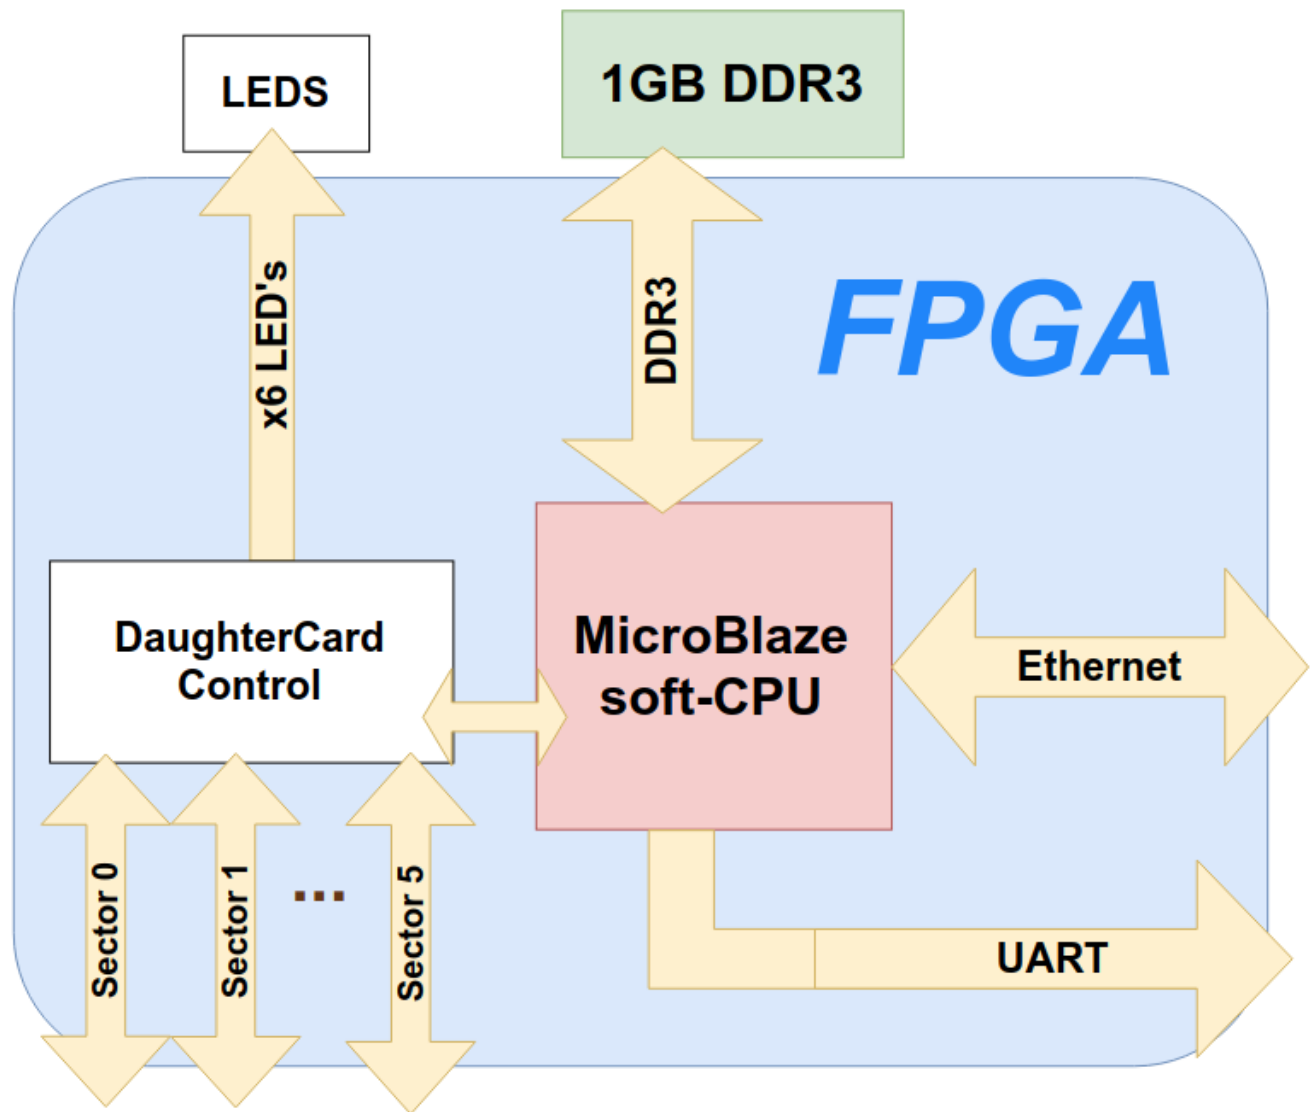 LEDS
1GB DDR3
x6 LED's
DDR3
FPGA
DaughterCard
Control
MicroBlaze
soft-CPU
Ethernet
Sector 0
Sector 1
...
Sector 5
UART